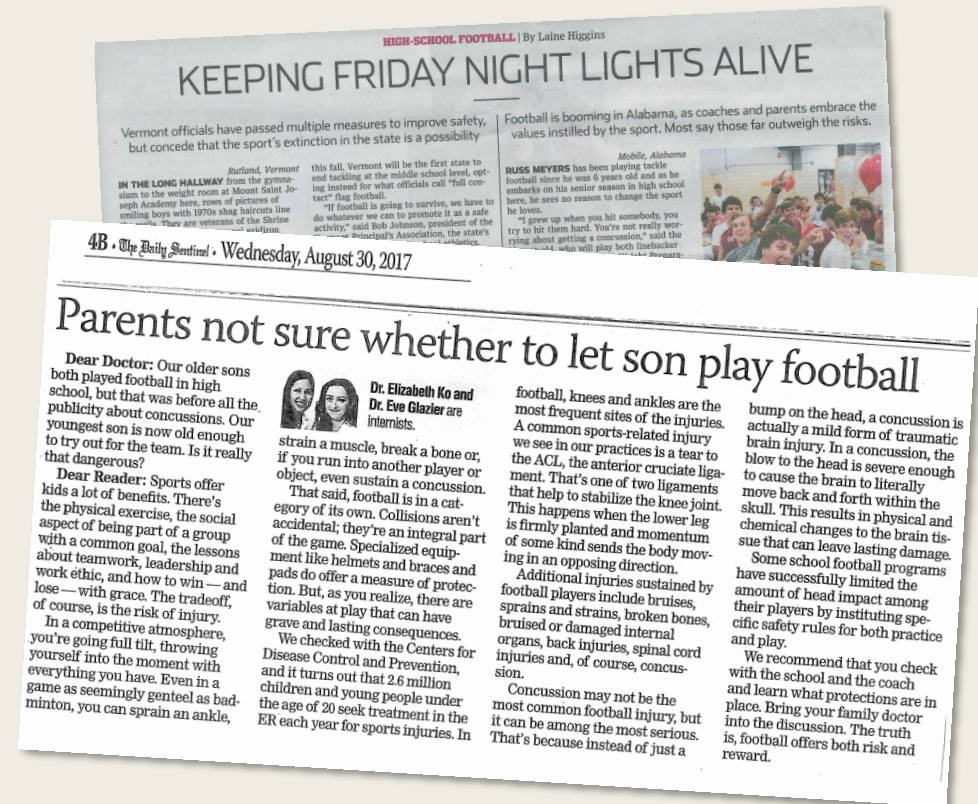 HIGH-SCHOOL FOOTBALL | By Laine Higgins
KEEPING FRIDAY NIGHT LIGHTS ALIVE
Vermont officials have passed multiple measures to improve safety,
but concede that the sport's extinction in the state is a possibility
Rutland, Vermont
IN THE LONG HALLWAY from the gymna-
sium to the weight room at Mount Saint Jo-
seph Academy here, rows of pictures of
smiling boys with 1970s shag haircuts line
They are veterans of the Shrine
gridiron
this fall, Vermont will be the first state to
end tackling at the middle school level, opt-
ing instead for what officials call "full con-
tact" flag football.
"If football is going to survive, we have to
do whatever we can to promote it as a safe
activity," said Bob Johnson, president of the
Principal's Association, the state's
athletics.
Football is booming in Alabama, as coaches and parents embrace the
values instilled by the sport. Most say those far outweigh the risks.
Mobile, Alabama
RUSS MEYERS has been playing tackle
football since he was 6 years old and as he
embarks on his senior season in high school
here, he sees no reason to change the sport
he loves.
"I grew up when you hit somebody, you
try to hit them hard. You're not really wor-
rying about getting a concussion," said the
who will play both linebacker
4B • The Daily Sentinel • Wednesday, August 30, 2017
Parents not sure whether to let son play football
Dear Doctor: Our older sons
both played football in high
school, but that was before all the
publicity about concussions. Our
youngest son is now old enough
to try out for the team. Is it really
that dangerous?
Dear Reader: Sports offer
kids a lot of benefits. There's
the physical exercise, the social
aspect of being part of a group
with a common goal, the lessons
about teamwork, leadership and
work ethic, and how to win — and
lose — with grace. The tradeoff,
of course, is the risk of injury.
In a competitive atmosphere,
you're going full tilt, throwing
yourself into the moment with
everything you have. Even in a
game as seemingly genteel as bad-
minton, you can sprain an ankle,
Dr. Elizabeth Ko and
Dr. Eve Glazier are
internists.
strain a muscle, break a bone or,
if you run into another player or
object, even sustain a concussion.
That said, football is in a cat-
egory of its own. Collisions aren't
accidental; they're an integral part
of the game. Specialized equip-
ment like helmets and braces and
pads do offer a measure of protec-
tion. But, as you realize, there are
variables at play that can have
grave and lasting consequences.
We checked with the Centers for
Disease Control and Prevention,
and it turns out that 2.6 million
children and young people under
the age of 20 seek treatment in the
ER each year for sports injuries. In
football, knees and ankles are the
most frequent sites of the injuries.
A common sports-related injury
we see in our practices is a tear to
the ACL, the anterior cruciate liga-
ment. That's one of two ligaments
that help to stabilize the knee joint.
This happens when the lower leg
is firmly planted and momentum
of some kind sends the body mov-
ing in an opposing direction.
Additional injuries sustained by
football players include bruises,
sprains and strains, broken bones,
bruised or damaged internal
organs, back injuries, spinal cord
injuries and, of course, concus-
sion.
Concussion may not be the
most common football injury, but
it can be among the most serious.
That's because instead of just a
bump on the head, a concussion is
actually a mild form of traumatic
brain injury. In a concussion, the
blow to the head is severe enough
to cause the brain to literally
move back and forth within the
skull. This results in physical and
chemical changes to the brain tis-
sue that can leave lasting damage.
Some school football programs
have successfully limited the
amount of head impact among
their players by instituting spe-
cific safety rules for both practice
and play.
We recommend that you check
with the school and the coach
and learn what protections are in
place. Bring your family doctor
into the discussion. The truth
is, football offers both risk and
reward.